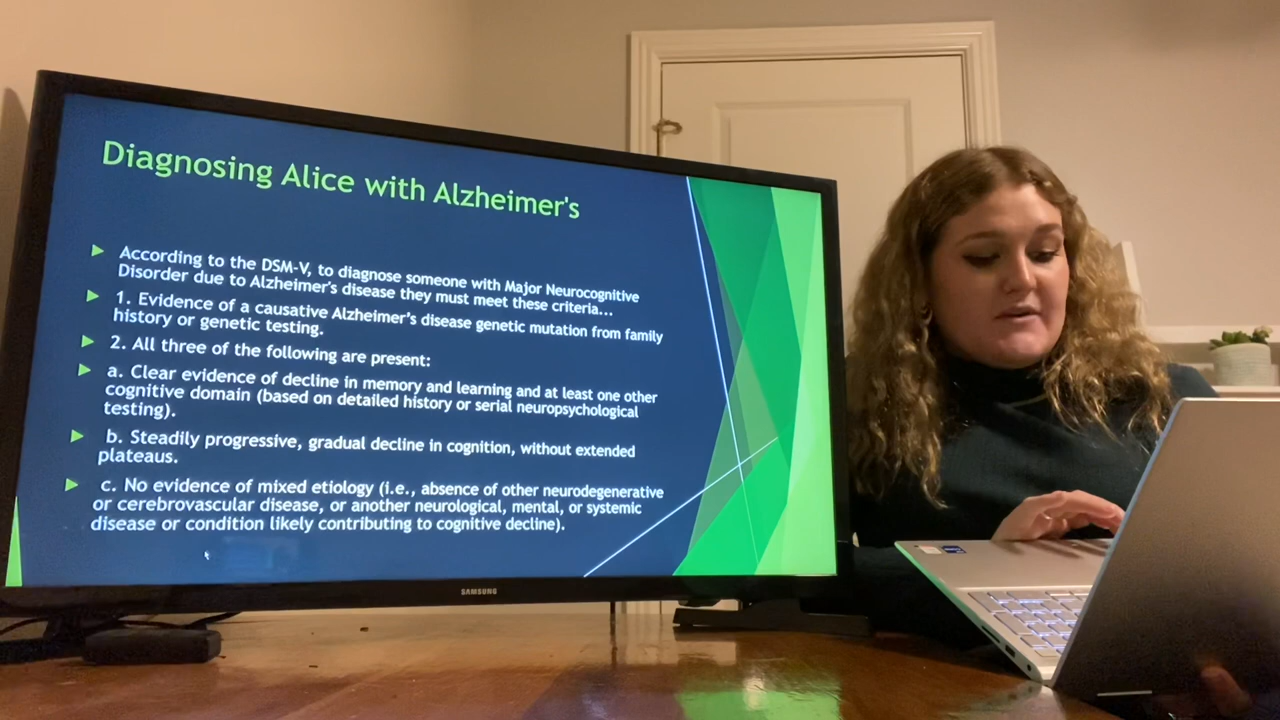 Diagnosing Alice with Alzheimer's
According to the DSM-V, to diagnose someone with Major Neurocognitive
Disorder due to Alzheimer's disease they must meet these criteria...
1. Evidence of a causative Alzheimer's disease genetic mutation from family
history or genetic testing.
2. All three of the following are present:
a. Clear evidence of decline in memory and learning and at least one other
cognitive domain (based on detailed history or serial neuropsychological
testing).
b. Steadily progressive, gradual decline in cognition, without extended
plateaus.
c. No evidence of mixed etiology (i.e., absence of other neurodegenerative
or cerebrovascular disease, or another neurological, mental, or systemic
disease or condition likely contributing to cognitive decline).
SAMSUNG